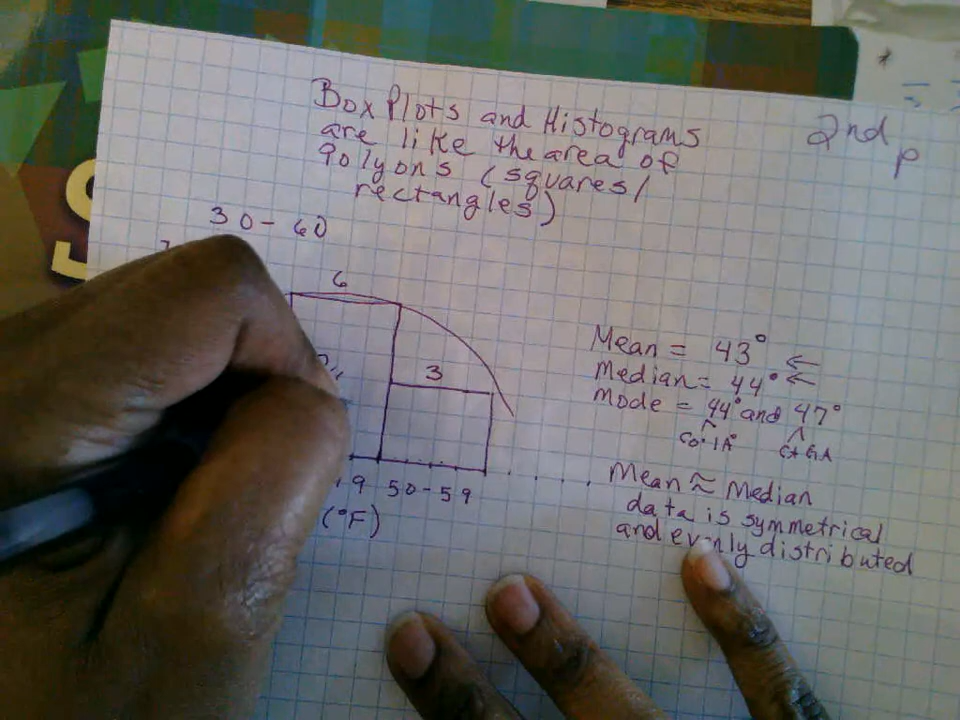 Box Plots and Histograms
are like the area of
Polyons (squares/
rectangles)
2nd
p
30 - 60
6
3
9 50 - 59
(°F)
Mean = 43° ←
Median = 44° ←
mode = 44° and 47°
Mean ≈ Median
data is symmetrical
and evenly distributed